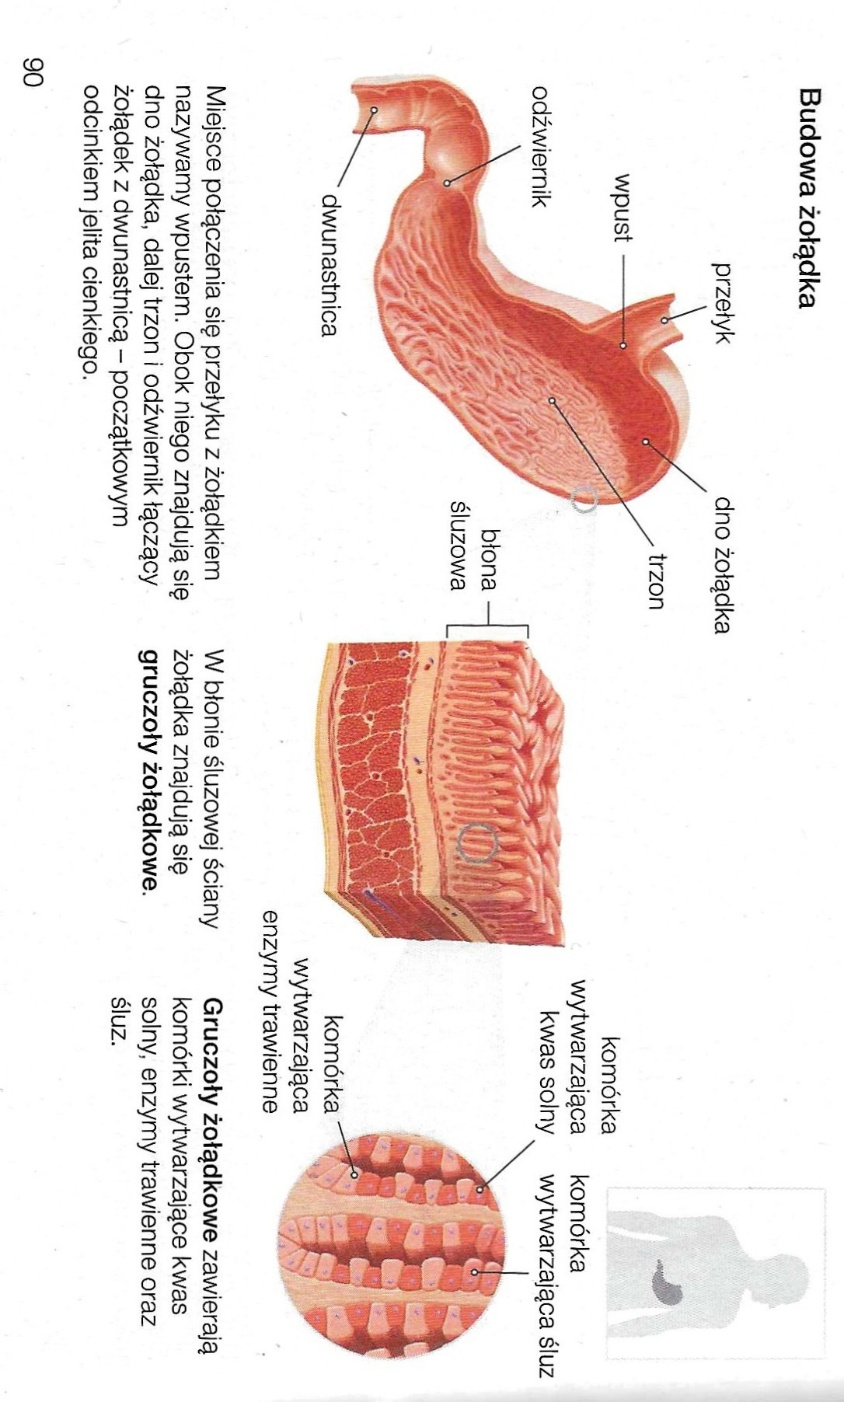 Budowa żołądka
przełyk
wpust
odźwiernik
dwunastnica
dno żołądka
trzon
błona
śluzowa
komórka
wytwarzająca
kwas solny
komórka
wytwarzająca śluz
komórka
wytwarzająca
enzymy trawienne
Miejsce połączenia się przełyku z żołądkiem
nazywamy wpustem. Obok niego znajdują się
dno żołądka, dalej trzon i odźwiernik łączący
żołądek z dwunastnicą – początkowym
odcinkiem jelita cienkiego.
W błonie śluzowej ściany
żołądka znajdują się
gruczoły żołądkowe.
Gruczoły żołądkowe zawierają
komórki wytwarzające kwas
solny, enzymy trawienne oraz
śluz.
90